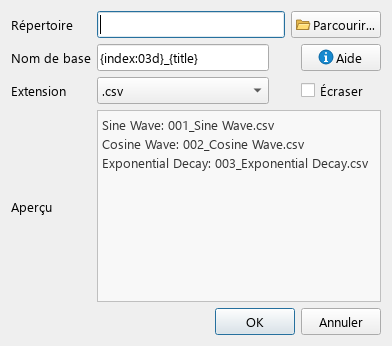 Répertoire
Parcourir...
Nom de base {index:03d}_{title}
Aide
Extension .csv
Écraser
Sine Wave: 001_Sine Wave.csv
Cosine Wave: 002_Cosine Wave.csv
Exponential Decay: 003_Exponential Decay.csv
Aperçu
OK Annuler